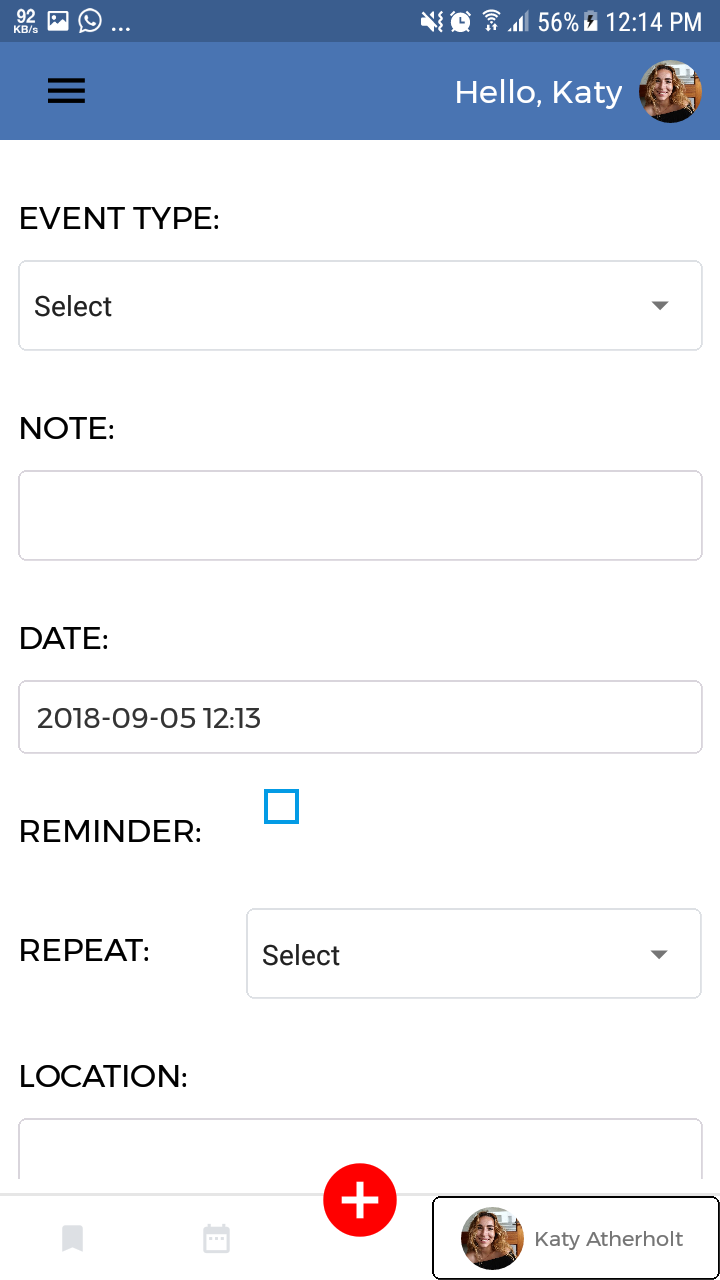 92
KB/s ... 56% 12:14 PM
Hello, Katy
EVENT TYPE:
Select
NOTE:
DATE:
2018-09-05 12:13
REMINDER:
REPEAT:
Select
LOCATION:
Katy Atherholt